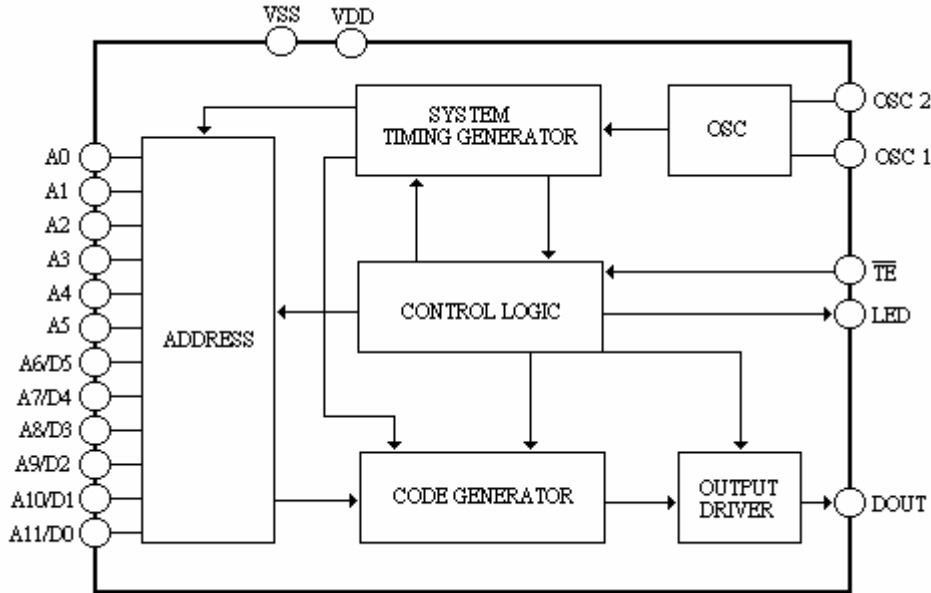 VSS
VDD
SYSTEM
TIMING GENERATOR
OSC
OSC 2
OSC 1
A0
A1
A2
A3
A4
A5
A6/D5
A7/D4
A8/D3
A9/D2
A10/D1
A11/D0
ADDRESS
CONTROL LOGIC
T̅E̅
LED
CODE GENERATOR
OUTPUT
DRIVER
DOUT